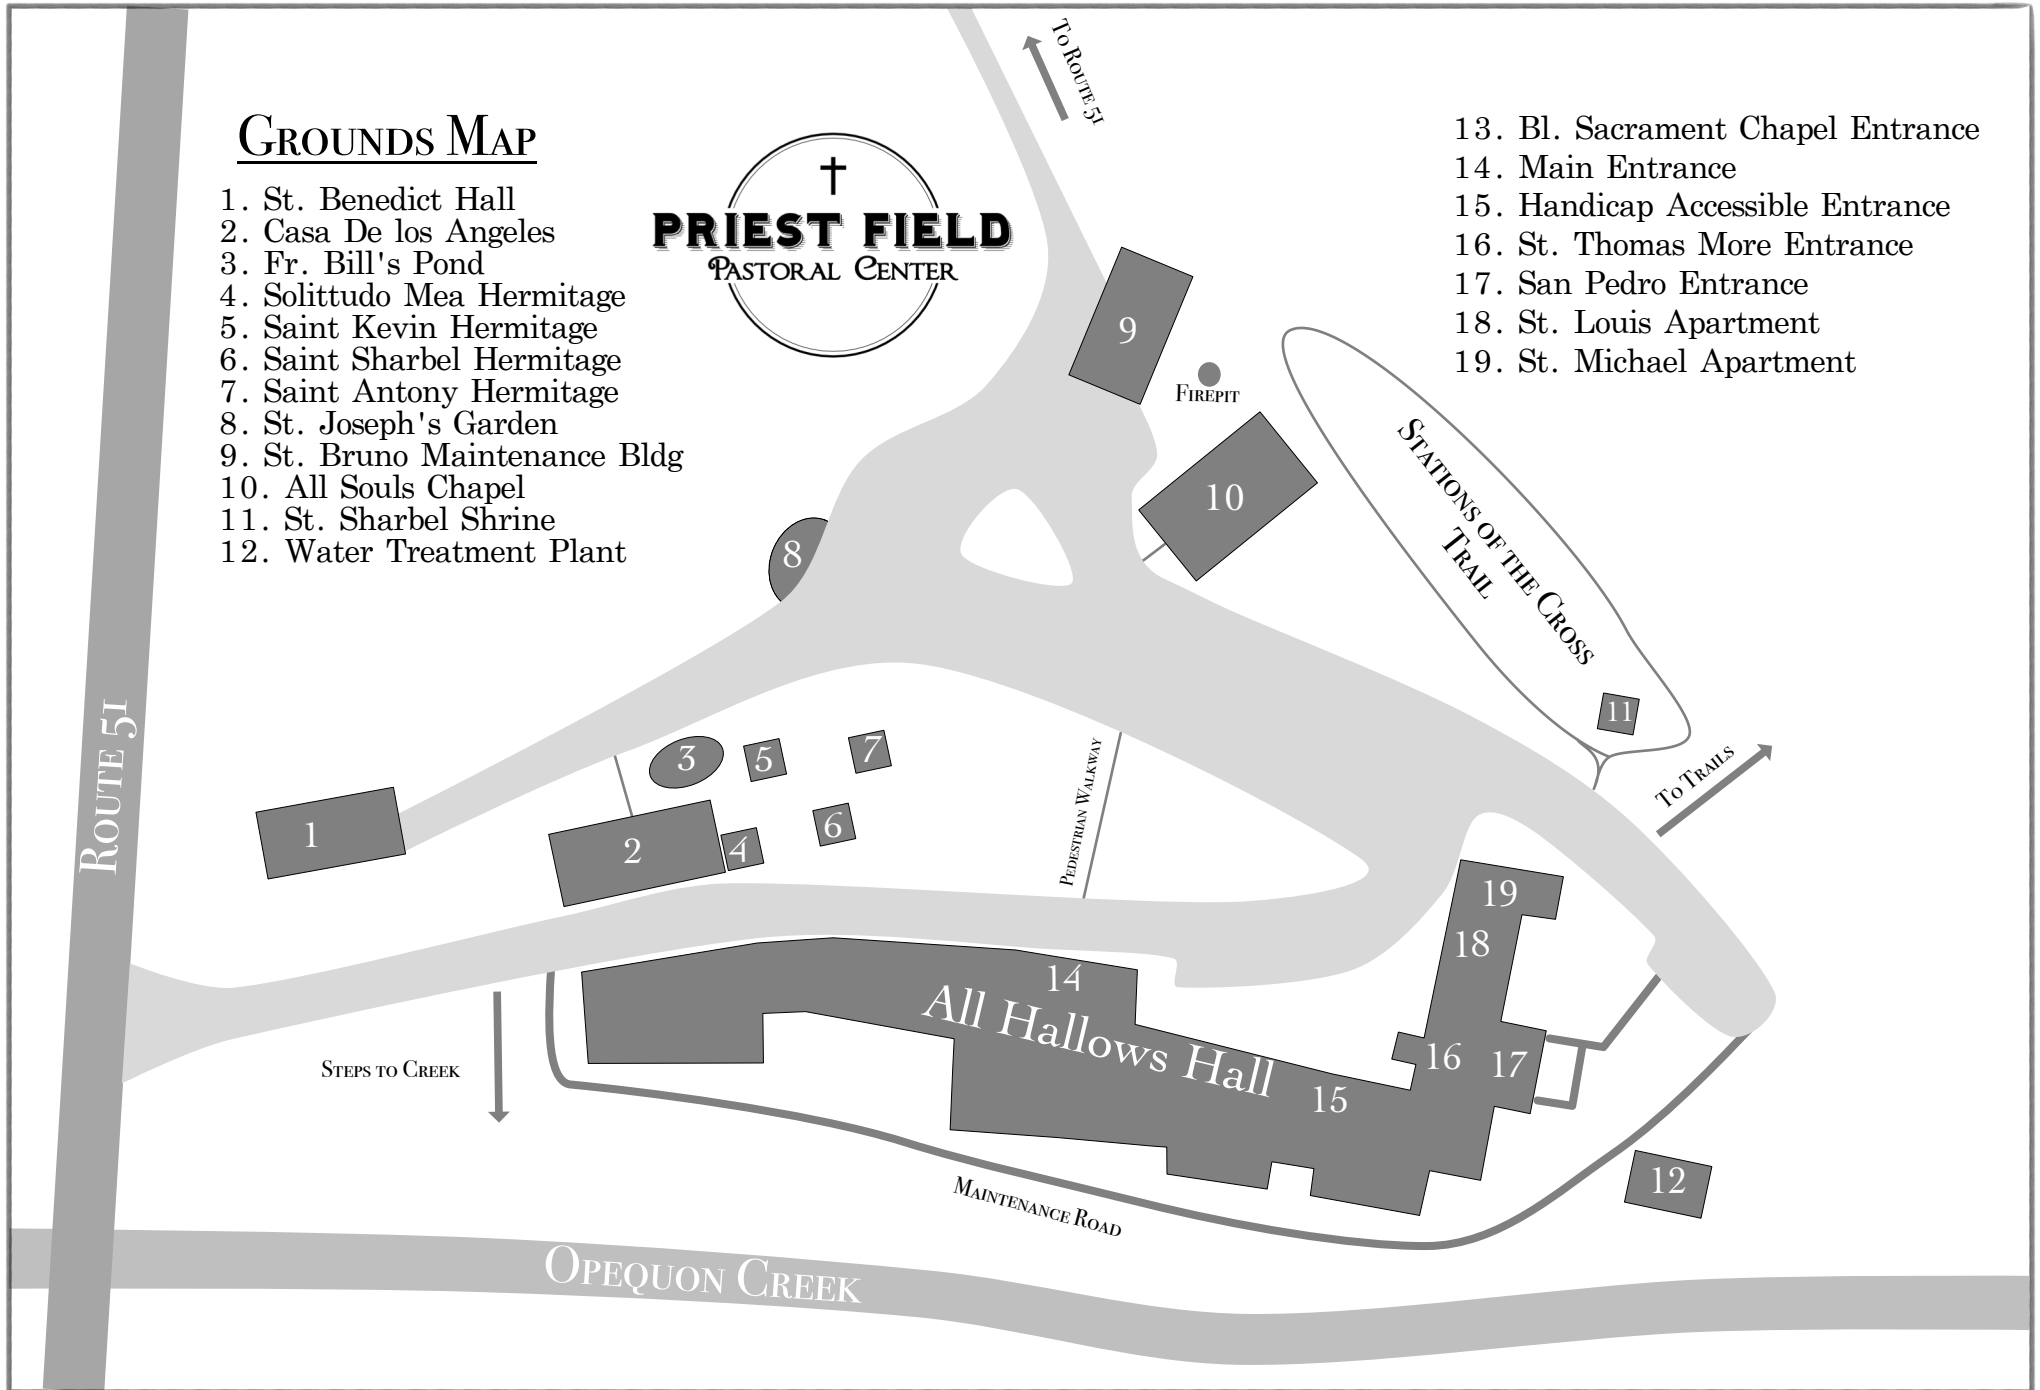 To Route 51
Grounds Map
1. St. Benedict Hall
2. Casa De los Angeles
3. Fr. Bill's Pond
4. Solittudo Mea Hermitage
5. Saint Kevin Hermitage
6. Saint Sharbel Hermitage
7. Saint Antony Hermitage
8. St. Joseph's Garden
9. St. Bruno Maintenance Bldg
10. All Souls Chapel
11. St. Sharbel Shrine
12. Water Treatment Plant
PRIEST FIELD
Pastoral Center
13. Bl. Sacrament Chapel Entrance
14. Main Entrance
15. Handicap Accessible Entrance
16. St. Thomas More Entrance
17. San Pedro Entrance
18. St. Louis Apartment
19. St. Michael Apartment
9
Firepit
10
Stations of the Cross
Trail
8
11
To Trails
Route 51
3
5
7
Pedestrian Walkway
1
2
4
6
19
18
14
All Hallows Hall
16
17
15
Steps to Creek
12
Maintenance Road
Opequon Creek